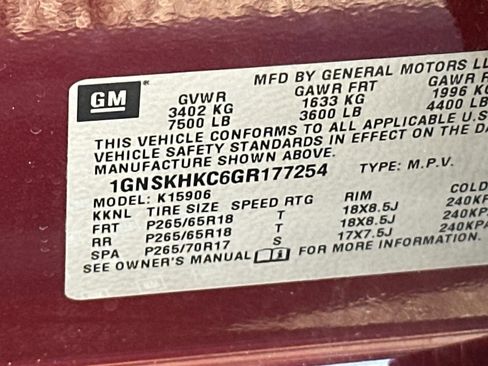 GM
MFD BY GENERAL MOTORS LL
GVWR GAWR FRT GAWR R
3402 KG 1633 KG 1996 KG
7500 LB 3600 LB 4400 LB
THIS VEHICLE CONFORMS TO ALL APPLICABLE U.S
VEHICLE SAFETY STANDARDS IN EFFECT ON THE DA
MANUFACTURE SHOWN ABOVE.
1GNSKHKC6GR177254 TYPE: M.P.V.
MODEL: K15906
KKNL TIRE SIZE SPEED RTG RIM COLD
FRT P265/65R18 T 18X8.5J 240KP
RR P265/65R18 T 18X8.5J 240KP
SPA P265/70R17 S 17X7.5J 240KPA
SEE OWNER'S MANUAL FOR MORE INFORMATION.